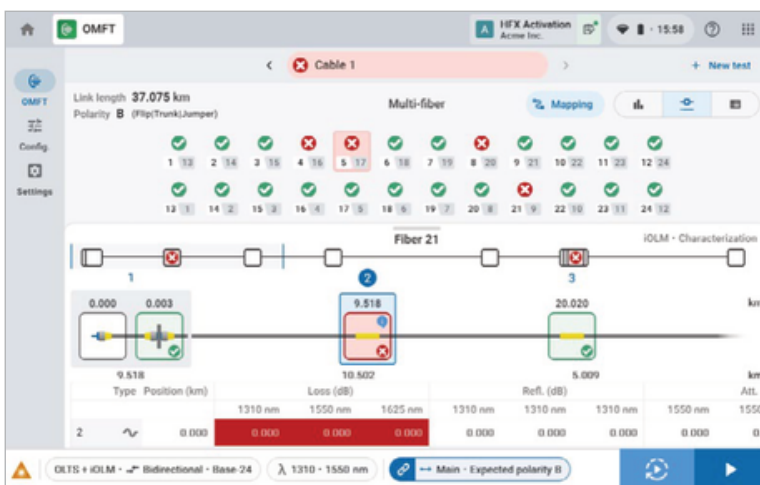 OMFT A HFX Activation 15:58
Acme Inc.
Cable 1 + New test
OMFT
Config.
Settings
Link length 37.075 km Multi-fiber Mapping
Polarity B (Flip|Trunk|Jumper)
1 13 2 14 3 15 4 16 5 17 6 18 7 19 8 20 9 21 10 22 11 23 12 24
13 1 14 2 15 3 16 4 17 5 18 6 19 7 20 8 21 9 22 10 23 11 24 12
Fiber 21 iOLM - Characterization
1 2 3
0.000 0.003 9.518 20.020 km
9.518 10.502 5.009 km
Type Position (km) Loss (dB) Refl. (dB) Att.
1310 nm 1550 nm 1625 nm 1310 nm 1310 nm 1310 nm 1550 nm 1550
2 0.000 0.000 0.000 0.000 0.000 0.000 0.000 0.000 0
OLTS + iOLM - Bidirectional - Base-24 λ 1310 - 1550 nm Main - Expected polarity B